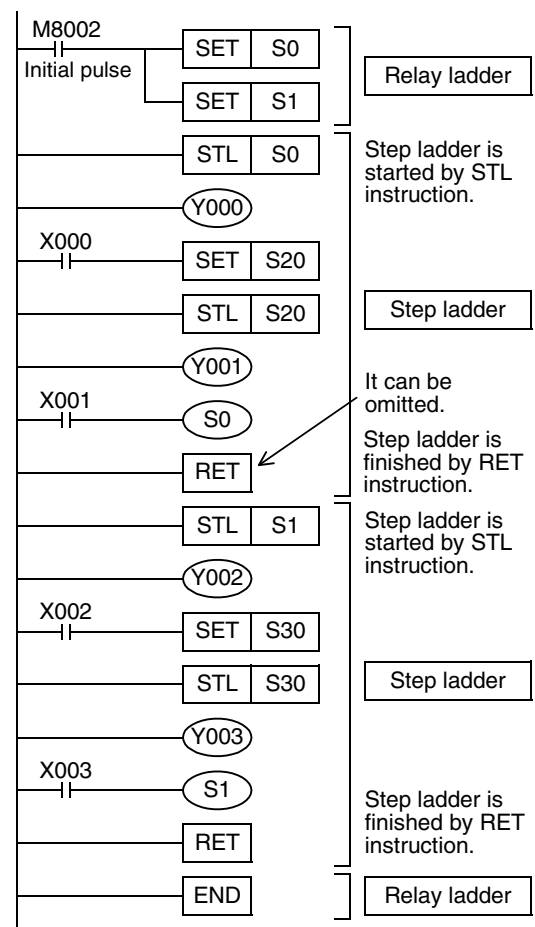 M8002
SET S0
Initial pulse
Relay ladder
SET S1
STL S0
Step ladder is
started by STL
instruction.
Y000
X000
SET S20
STL S20
Step ladder
Y001
It can be
omitted.
X001
S0
Step ladder is
finished by RET
instruction.
RET
STL S1
Step ladder is
started by STL
instruction.
Y002
X002
SET S30
STL S30
Step ladder
Y003
X003
S1
Step ladder is
finished by RET
instruction.
RET
END
Relay ladder